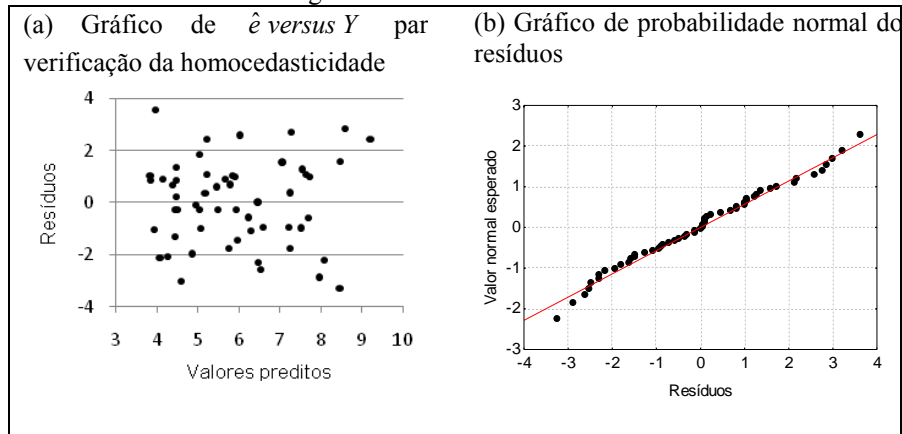 (a) Gráfico de ê versus Y par
verificação da homocedasticidade
4
2
0
-2
-4
3 4 5 6 7 8 9 10
Resíduos
Valores preditos
(b) Gráfico de probabilidade normal do
resíduos
3
2
1
0
-1
-2
-3
-4 -3 -2 -1 0 1 2 3 4
Valor normal esperado
Resíduos